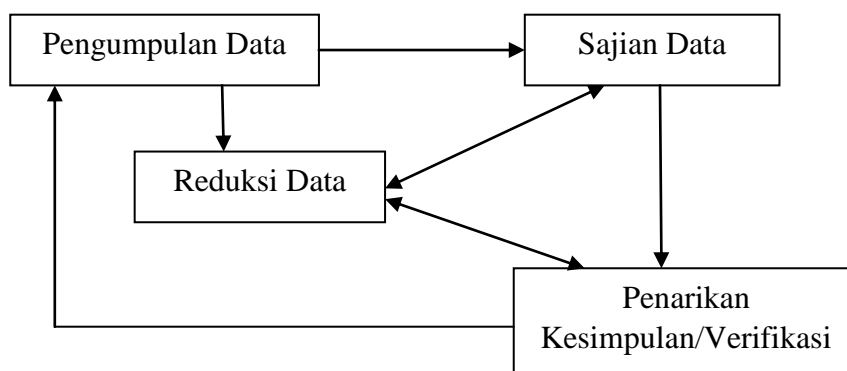 Pengumpulan Data
Sajian Data
Reduksi Data
Penarikan
Kesimpulan/Verifikasi